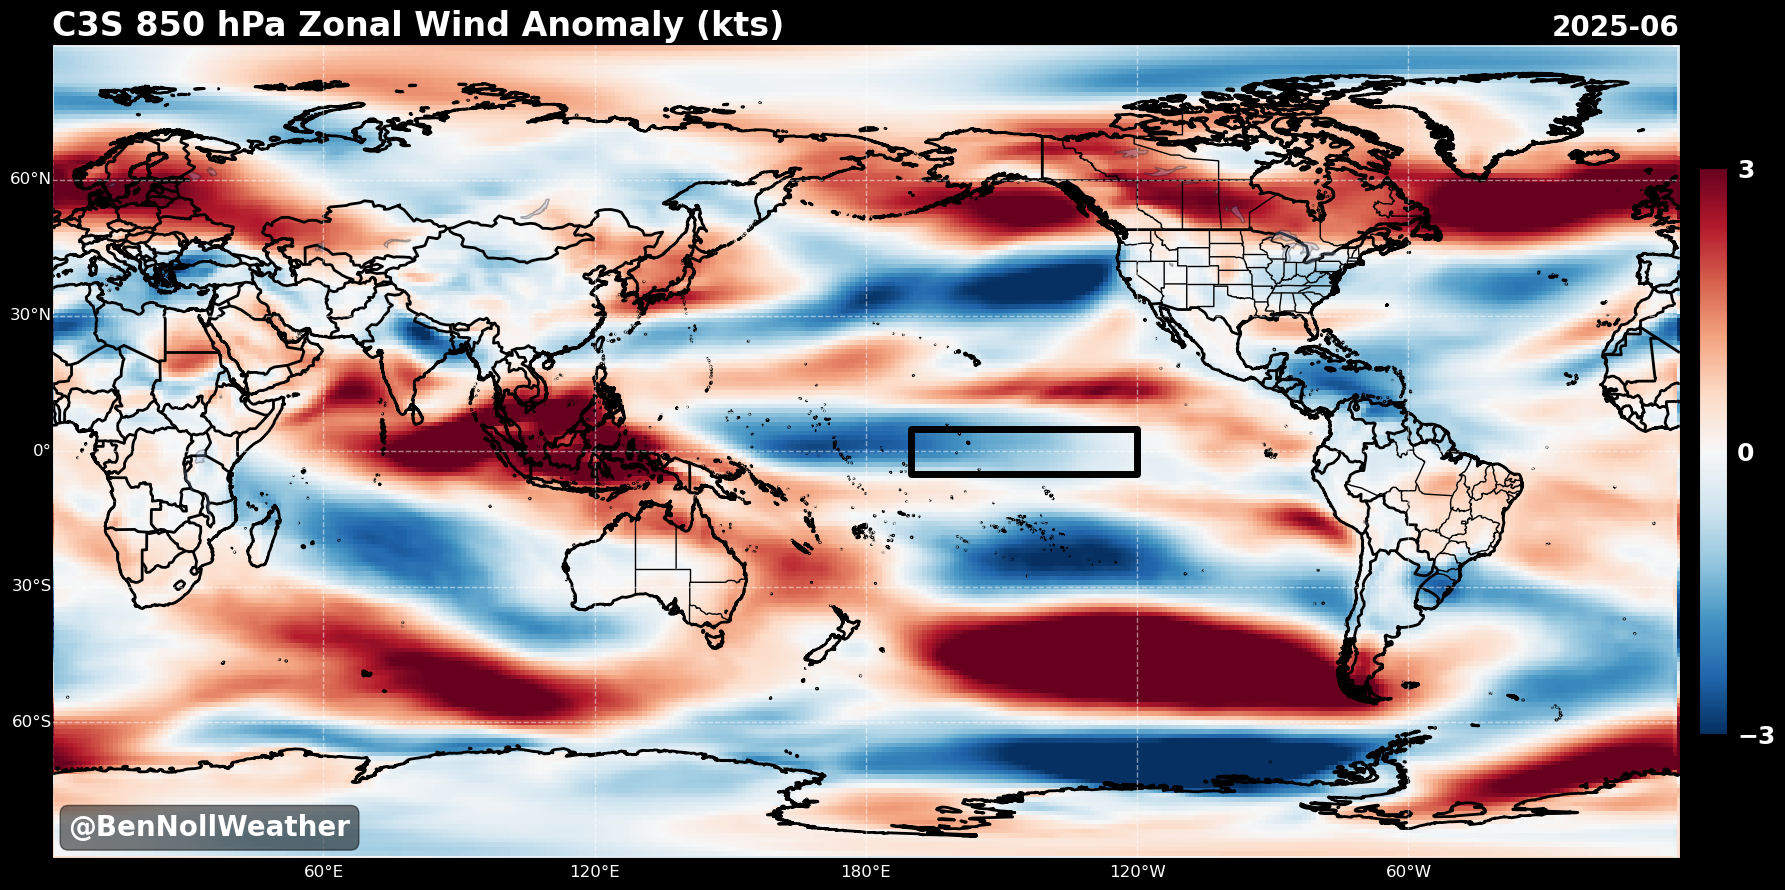 C3S 850 hPa Zonal Wind Anomaly (kts)
2025-06
60°N
30°N
0°
30°S
60°S
60°E
120°E
180°E
120°W
60°W
3
0
−3
@BenNollWeather